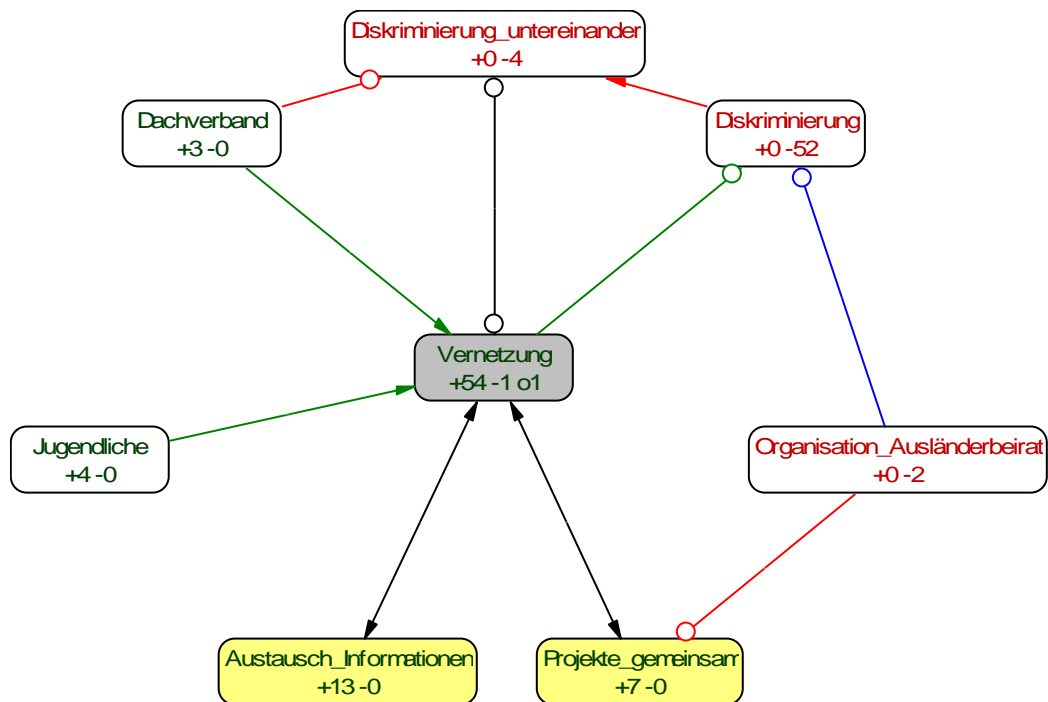 Diskriminierung_untereinander
+0 -4
Dachverband
+3 -0
Diskriminierung
+0 -52
Vernetzung
+54 -1 o1
Jugendliche
+4 -0
Organisation_Ausländerbeirat
+0 -2
Austausch_Informationen
+13 -0
Projekte_gemeinsam
+7 -0